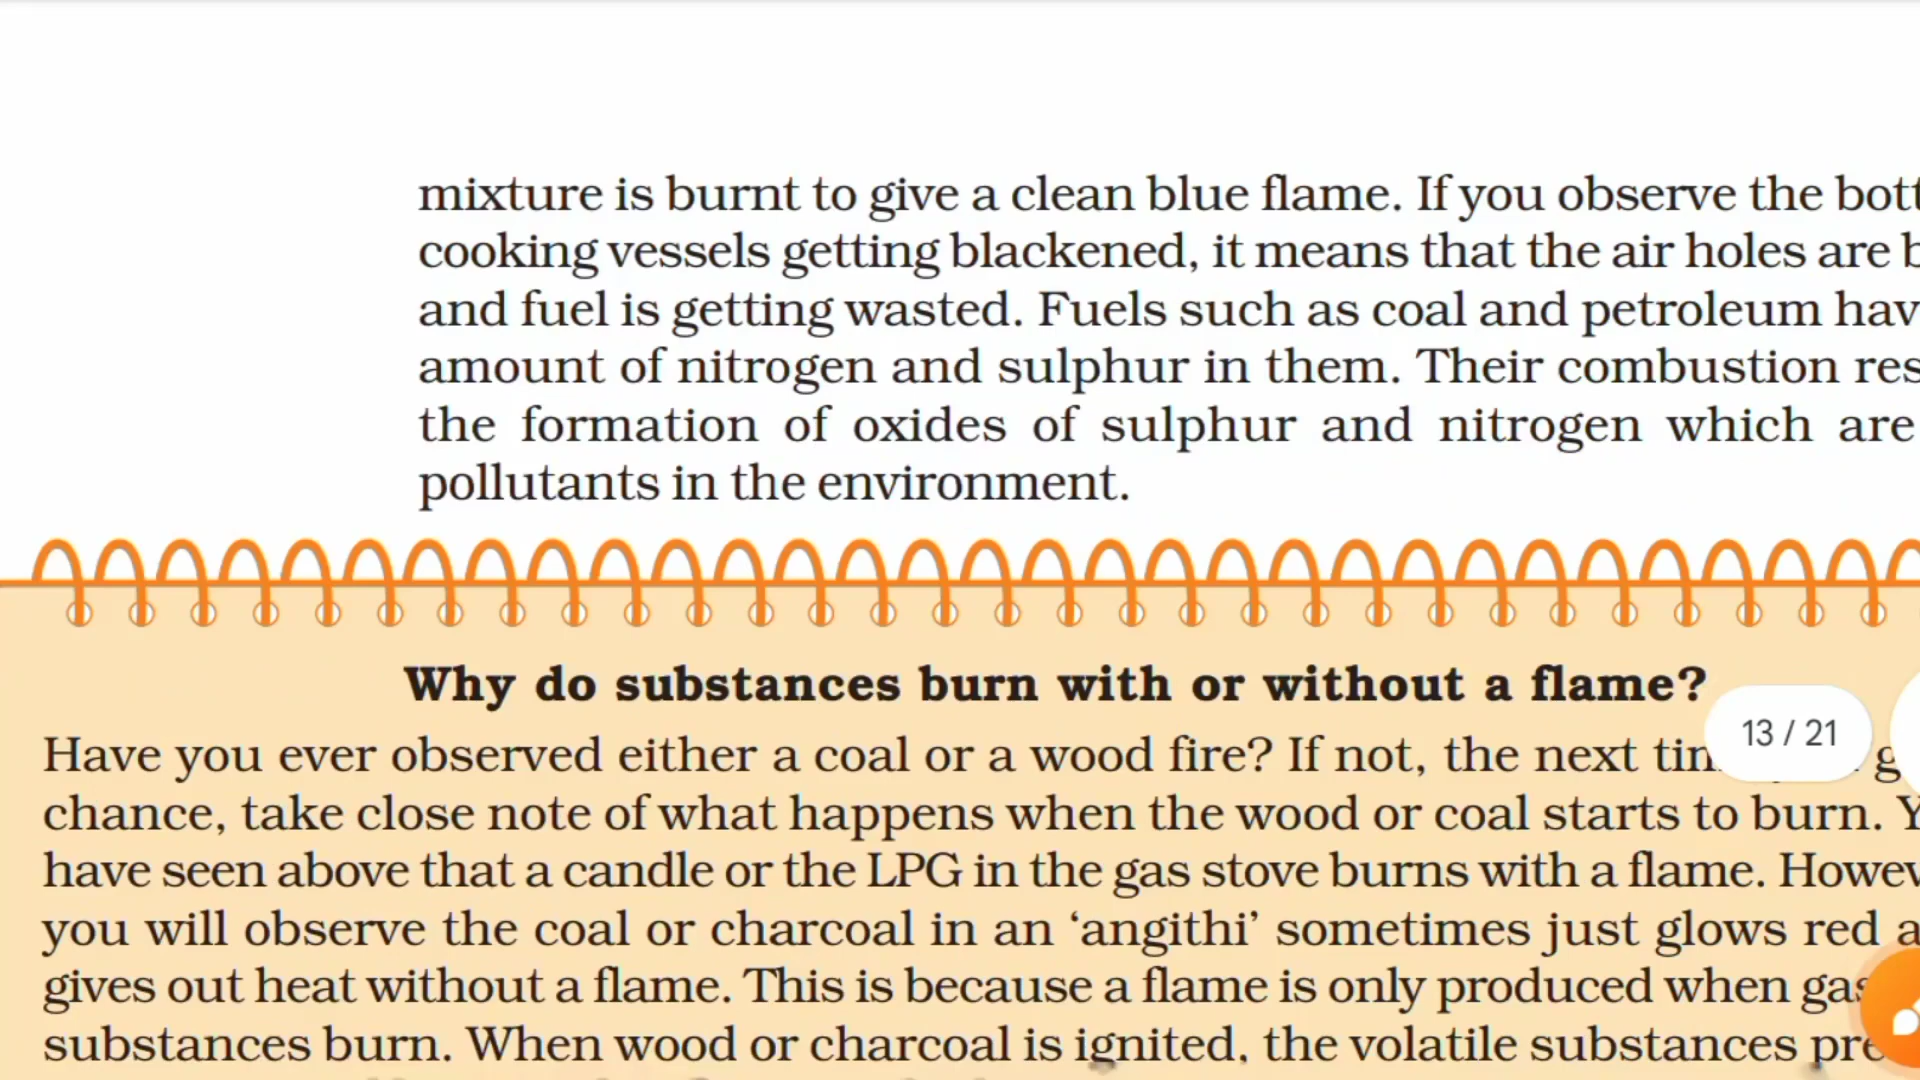 mixture is burnt to give a clean blue flame. If you observe the
cooking vessels getting blackened, it means that the air holes are
and fuel is getting wasted. Fuels such as coal and petroleum
amount of nitrogen and sulphur in them. Their combustion
the formation of oxides of sulphur and nitrogen which are
pollutants in the environment.
Why do substances burn with or without a flame?
Have you ever observed either a coal or a wood fire? If not, the next
13 / 21
chance, take close note of what happens when the wood or coal starts to burn.
have seen above that a candle or the LPG in the gas stove burns with a flame.
you will observe the coal or charcoal in an ‘angithi’ sometimes just glows red
gives out heat without a flame. This is because a flame is only produced when
substances burn. When wood or charcoal is ignited, the volatile substances